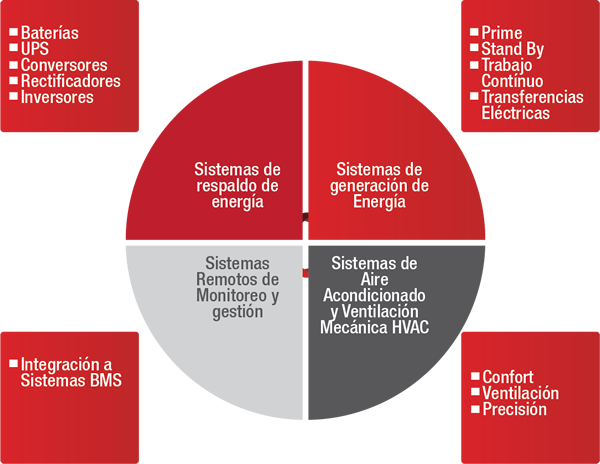 Baterías
UPS
Conversores
Rectificadores
Inversores
Prime
Stand By
Trabajo
Contínuo
Transferencias
Eléctricas
Sistemas de
respaldo de
energía
Sistemas de
generación de
Energía
Sistemas
Remotos de
Monitoreo y
gestión
Sistemas de
Aire
Acondicionado
y Ventilación
Mecánica HVAC
Integración a
Sistemas BMS
Confort
Ventilación
Precisión